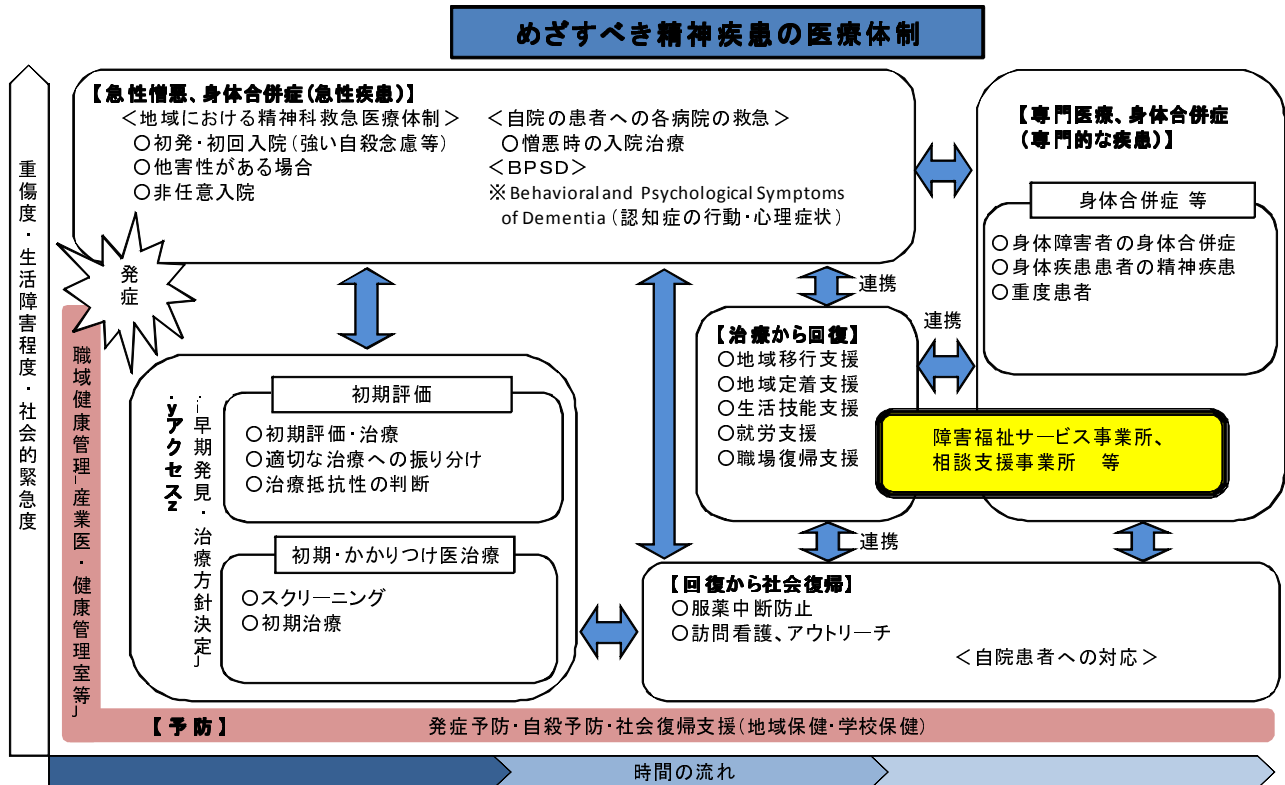 めざすべき精神疾患の医療体制
【急性憎悪、身体合併症(急性疾患)】
＜地域における精神科救急医療体制＞
○初発・初回入院(強い自殺念慮等)
○他害性がある場合
○非任意入院
＜自院の患者への各病院の救急＞
○憎悪時の入院治療
＜BPSD＞
※Behavioral and Psychological Symptoms
of Dementia(認知症の行動・心理症状)
【専門医療、身体合併症
(専門的な疾患)】
身体合併症 等
○身体障害者の身体合併症
○身体疾患患者の精神疾患
○重度患者
重傷度・生活障害程度・社会的緊急度
発症
連携
連携
【治療から回復】
○地域移行支援
○地域定着支援
○生活技能支援
○就労支援
○職場復帰支援
障害福祉サービス事業所、
相談支援事業所 等
職域健康管理_産業医・健康管理室等」
・yアクセスz
・_早期発見・治療方針決定」
初期評価
○初期評価・治療
○適切な治療への振り分け
○治療抵抗性の判断
初期・かかりつけ医治療
○スクリーニング
○初期治療
連携
【回復から社会復帰】
○服薬中断防止
○訪問看護、アウトリーチ
＜自院患者への対応＞
【予防】
発症予防・自殺予防・社会復帰支援(地域保健・学校保健)
時間の流れ